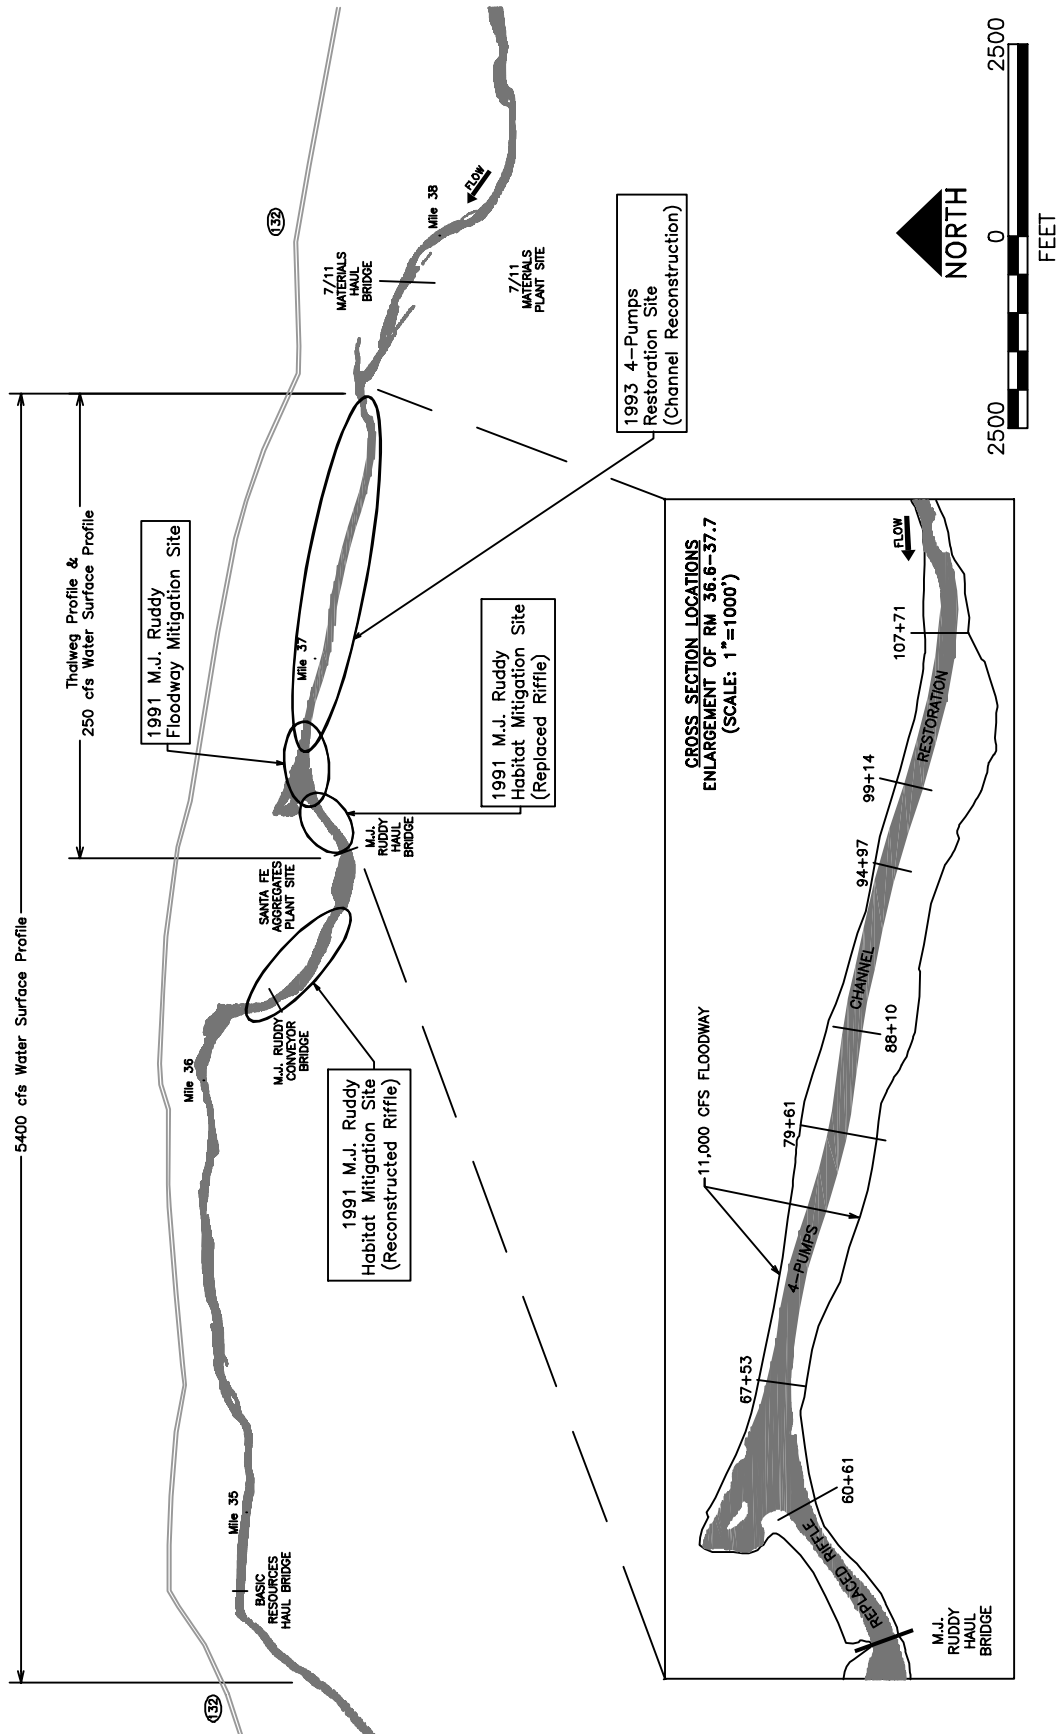 5400 cfs Water Surface Profile
Thalweg Profile &
250 cfs Water Surface Profile
132
132
1991 M.J. Ruddy
Floodway Mitigation Site
SANTA FE
AGGREGATES
PLANT SITE
M.J.
RUDDY
HAUL
BRIDGE
M.J. RUDDY
CONVEYOR
BRIDGE
BASIC
RESOURCES
HAUL BRIDGE
Mile 35
Mile 36
Mile 37
Mile 38
FLOW
7/11
MATERIALS
HAUL
BRIDGE
7/11
MATERIALS
PLANT SITE
1991 M.J. Ruddy
Habitat Mitigation Site
(Reconstructed Riffle)
1991 M.J. Ruddy
Habitat Mitigation Site
(Replaced Riffle)
1993 4-Pumps
Restoration Site
(Channel Reconstruction)
CROSS SECTION LOCATIONS
ENLARGEMENT OF RM 36.6-37.7
(SCALE: 1"=1000')
FLOW
11,000 CFS FLOODWAY
60+61
67+53
79+61
88+10
94+97
99+14
107+71
REPLACED RIFFLE
4-PUMPS
CHANNEL
RESTORATION
M.J.
RUDDY
HAUL
BRIDGE
NORTH
2500
0
2500
FEET